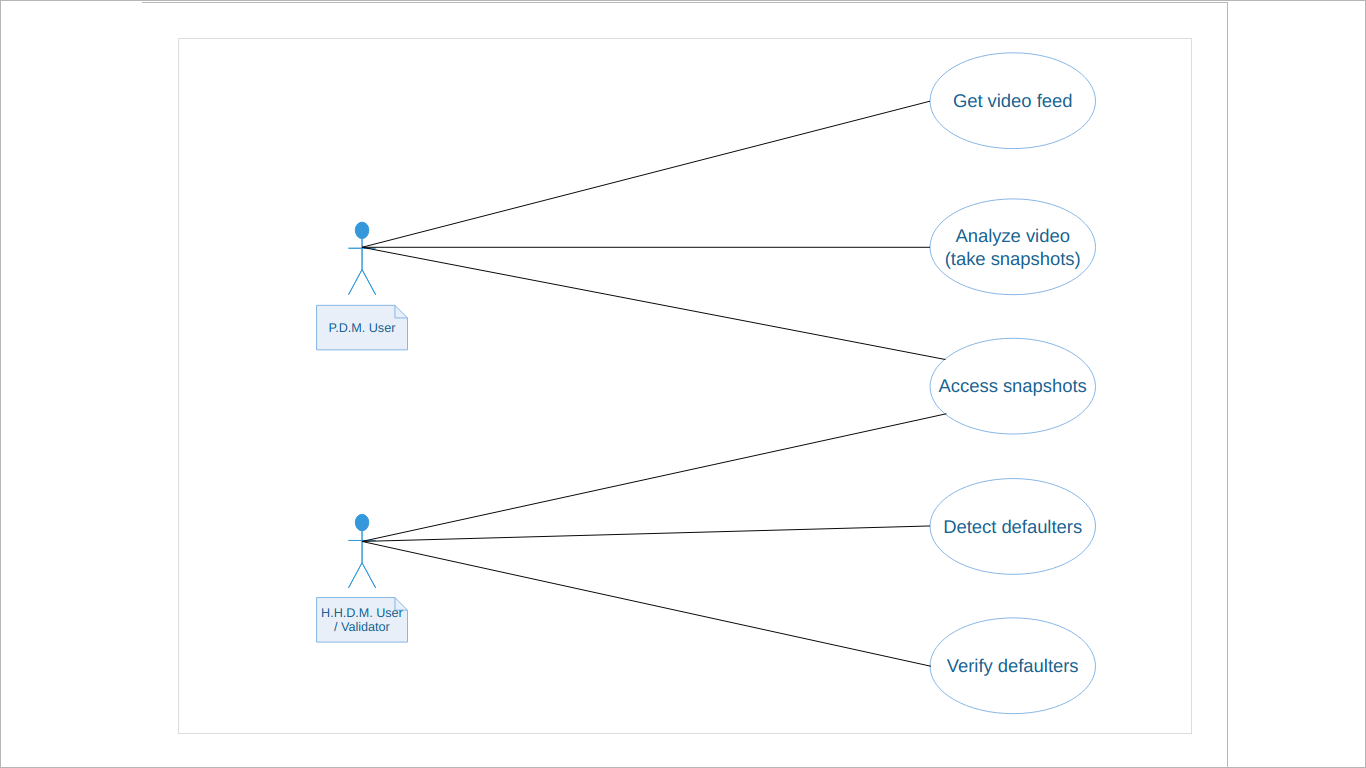 Get video feed
Analyze video
(take snapshots)
P.D.M. User
Access snapshots
Detect defaulters
H.H.D.M. User
/ Validator
Verify defaulters